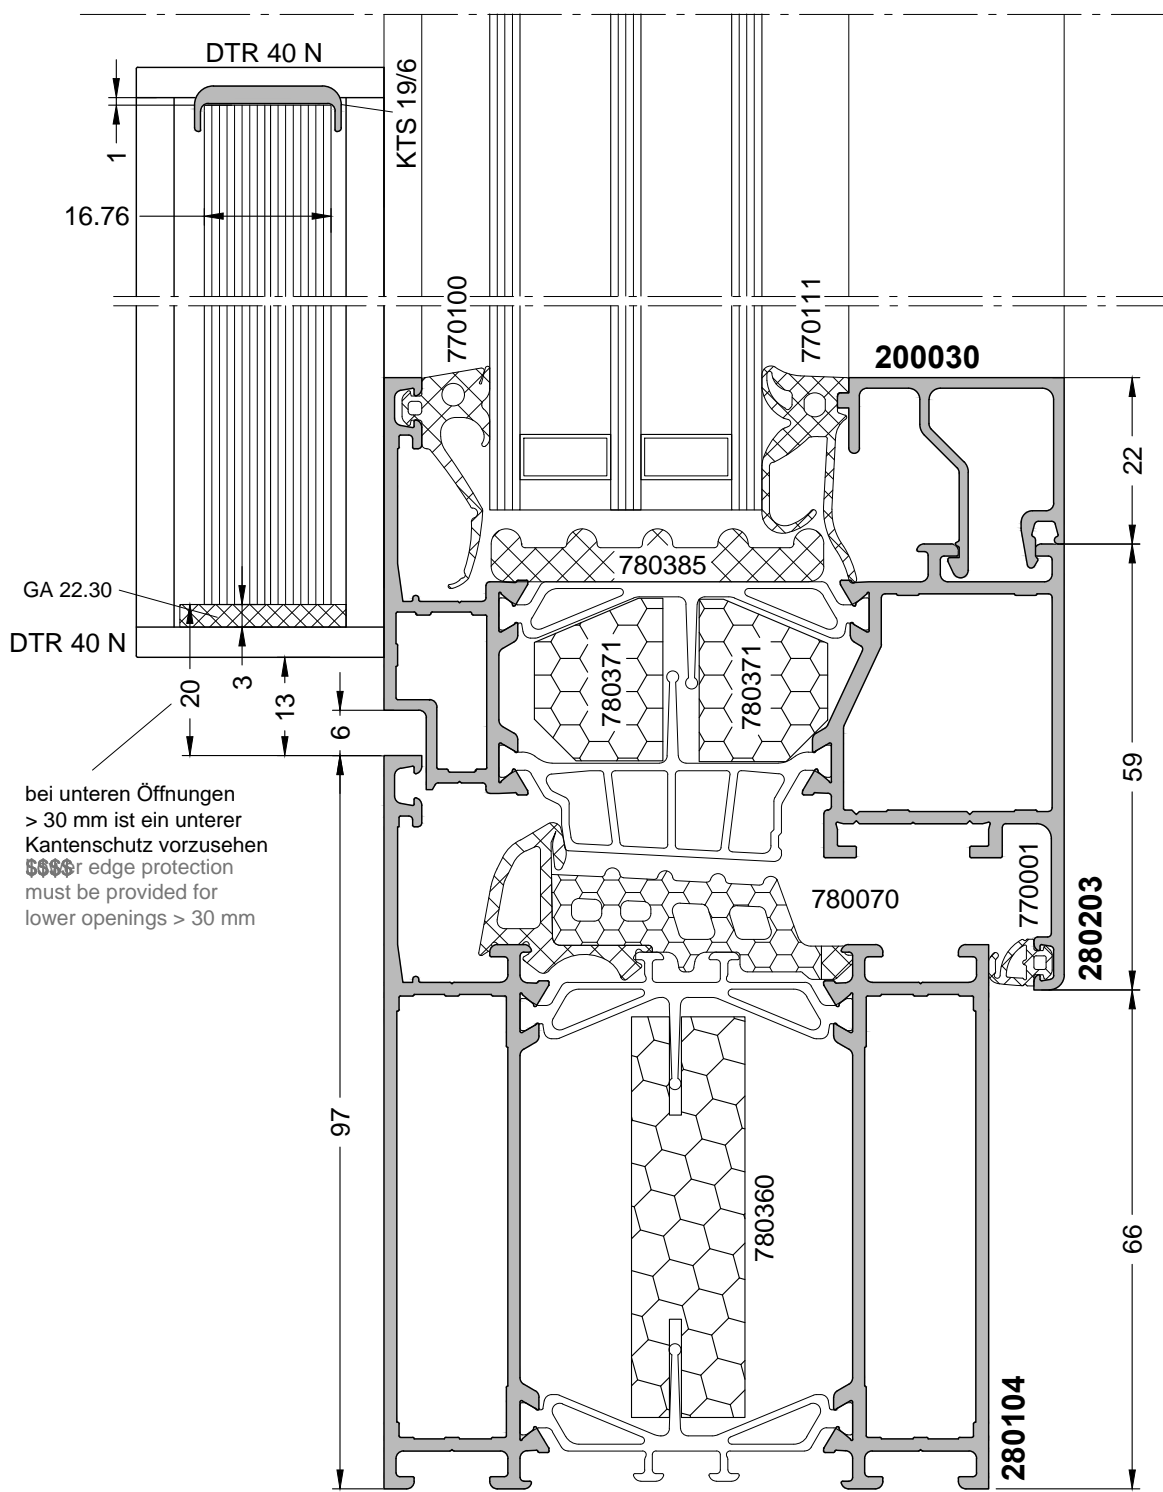 DTR 40 N
KTS 19/6
1
16.76
770100
770111
200030
22
780385
GA 22.30
DTR 40 N
780371
780371
20
3
13
6
59
bei unteren Öffnungen
> 30 mm ist ein unterer
Kantenschutz vorzusehen
edge protection
must be provided for
lower openings > 30 mm
780070
770001
280203
97
780360
66
280104